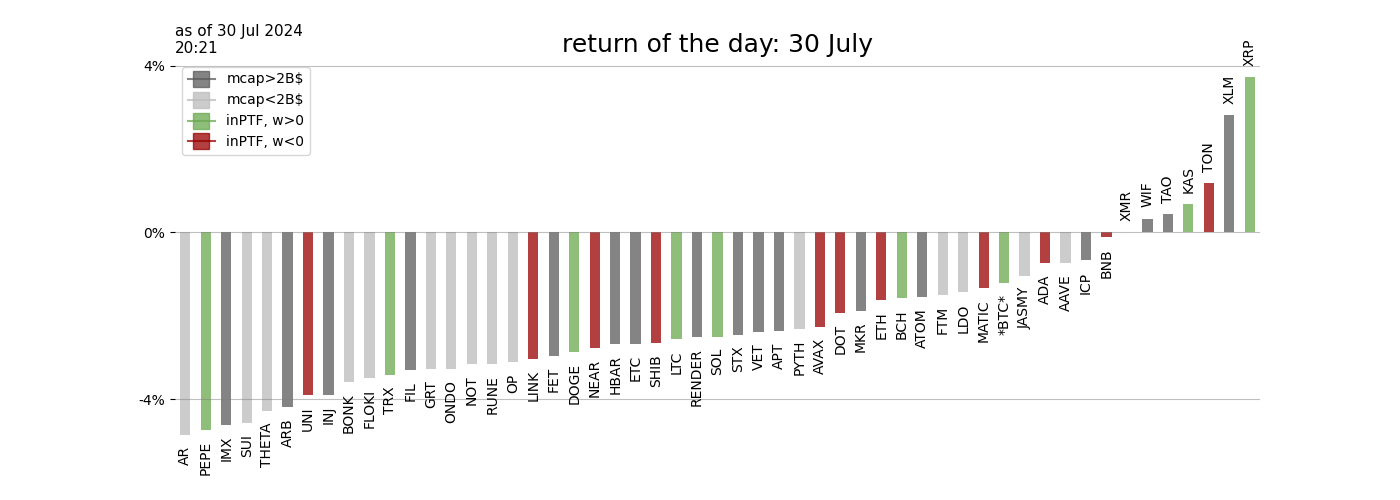 as of 30 Jul 2024
20:21
return of the day: 30 July
4%
0%
-4%
mcap>2B$
mcap<2B$
inPTF, w>0
inPTF, w<0
AR
PEPE
IMX
SUI
THETA
ARB
UNI
INJ
BONK
FLOKI
TRX
FIL
GRT
ONDO
NOT
RUNE
OP
LINK
FET
DOGE
NEAR
HBAR
ETC
SHIB
LTC
RENDER
SOL
STX
VET
APT
PYTH
AVAX
DOT
MKR
ETH
BCH
ATOM
FTM
LDO
MATIC
*BTC*
JASMY
ADA
AAVE
ICP
BNB
XMR
WIF
TAO
KAS
TON
XLM
XRP